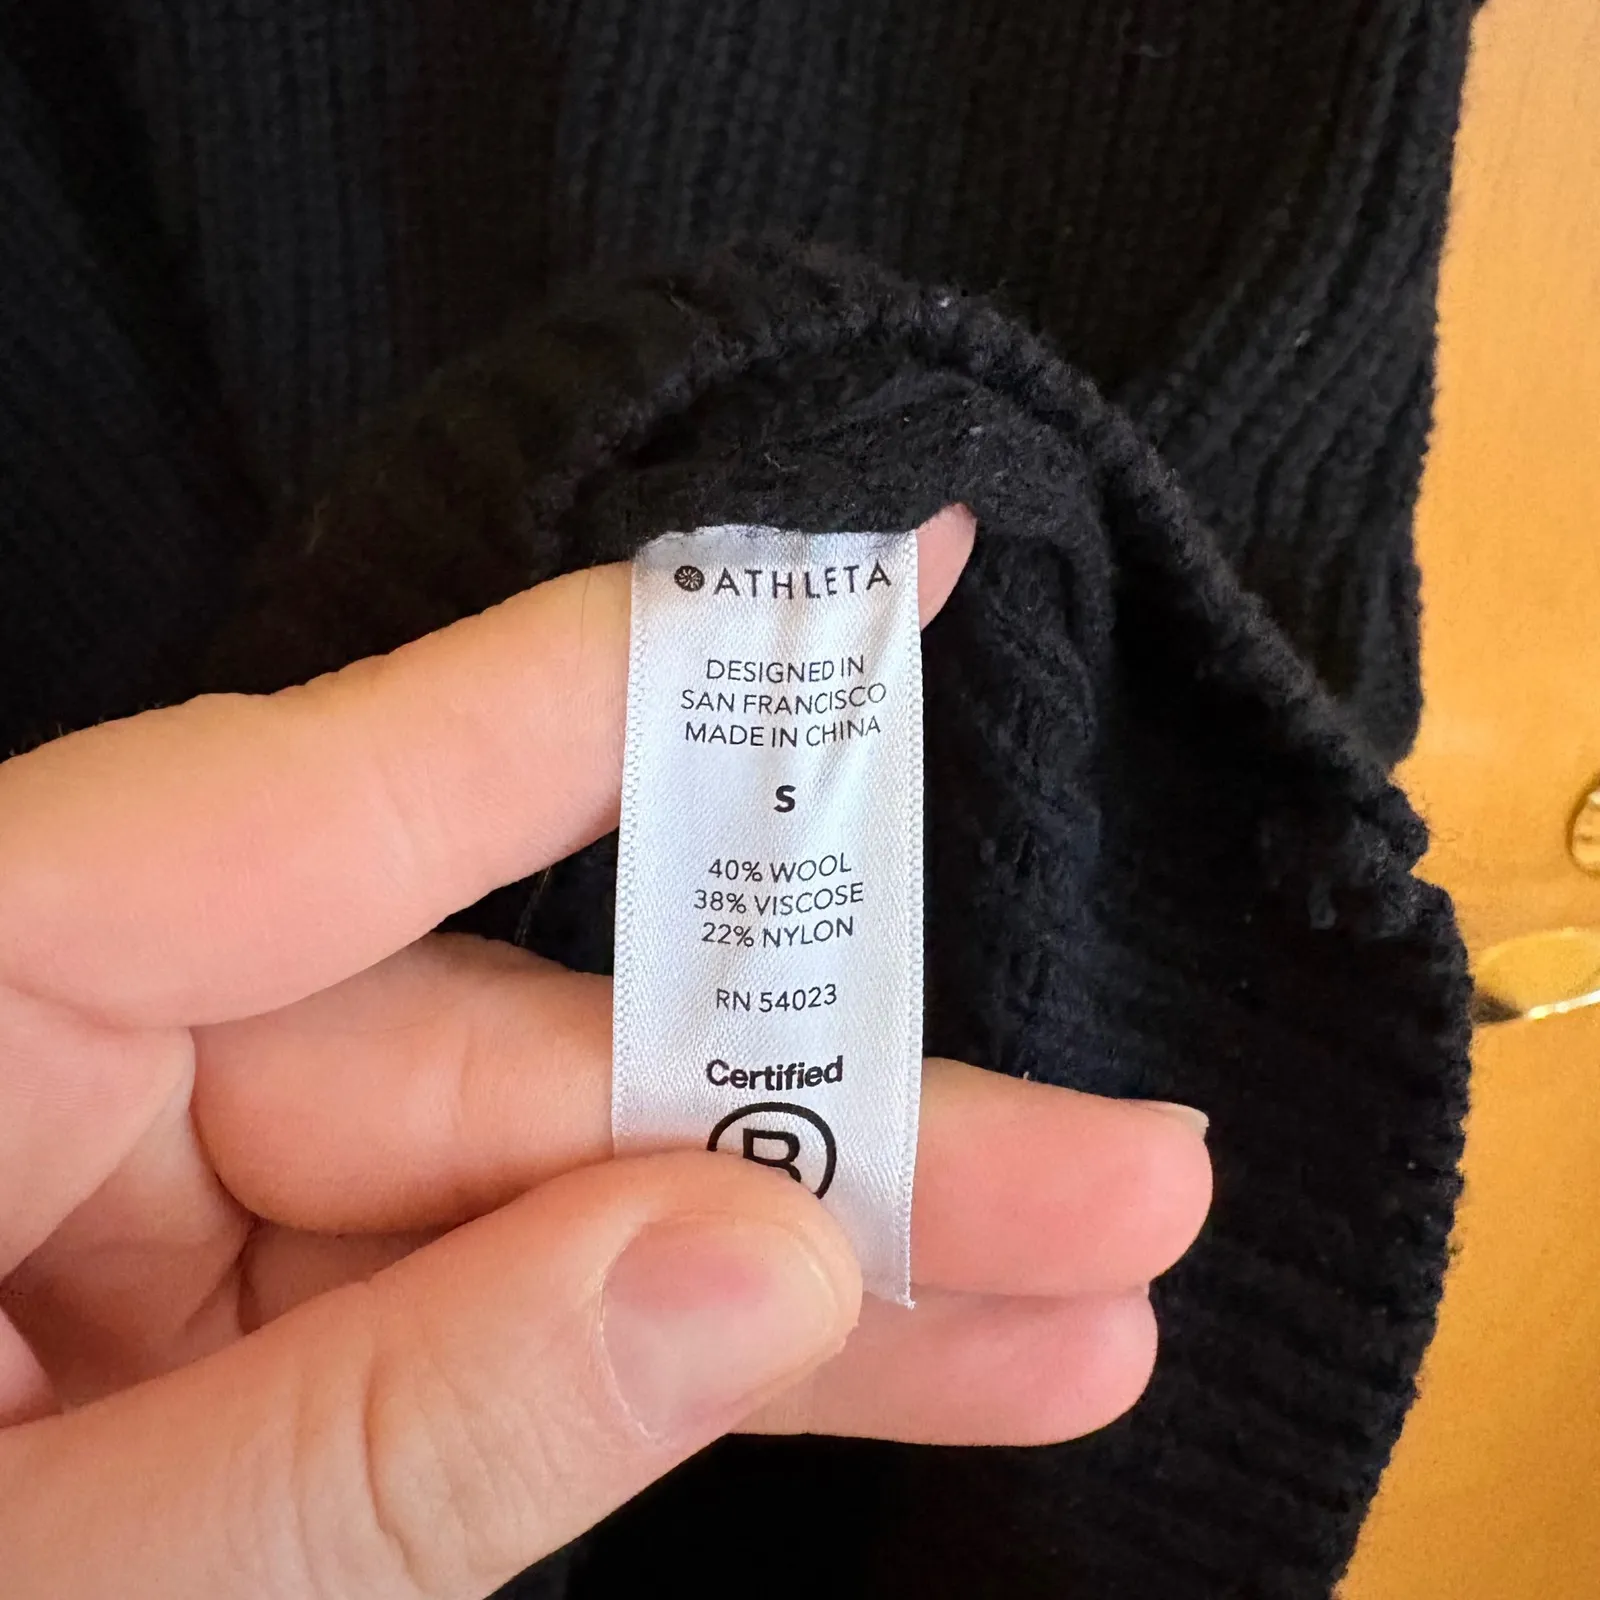 ATHLETA
DESIGNED IN
SAN FRANCISCO
MADE IN CHINA
S
40% WOOL
38% VISCOSE
22% NYLON
RN 54023
Certified
B